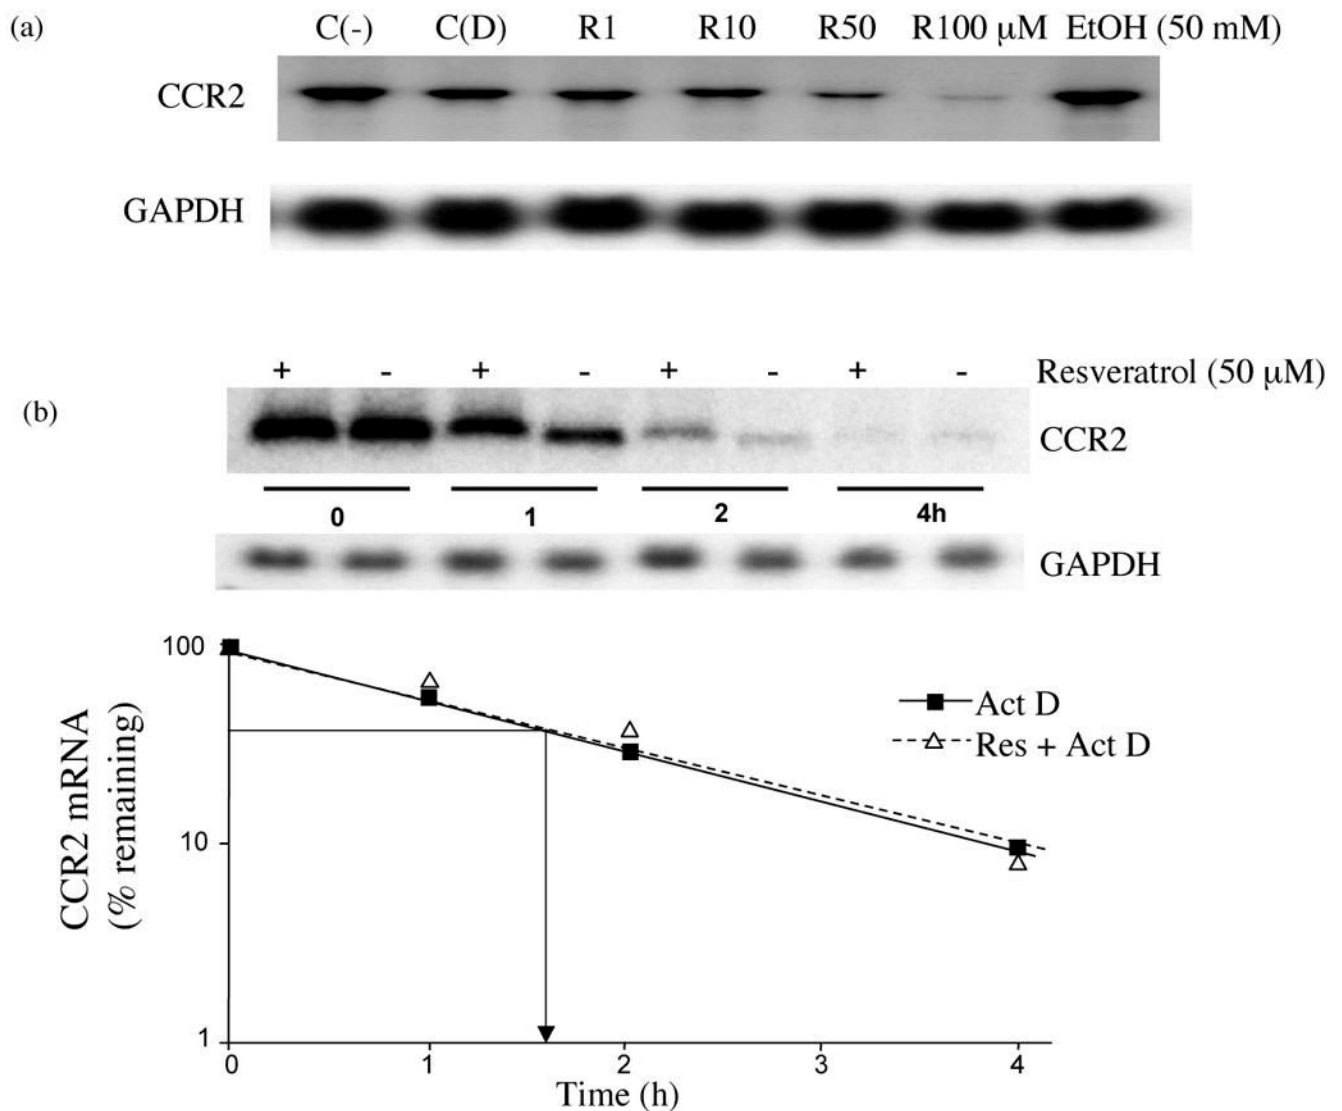 (a)
C(-) C(D) R1 R10 R50 R100 μM EtOH (50 mM)
CCR2
GAPDH
(b)
+ - + - + - + - Resveratrol (50 μM)
CCR2
0 1 2 4h
GAPDH
100
10
1
CCR2 mRNA
(% remaining)
Act D
Res + Act D
0 1 2 3 4
Time (h)